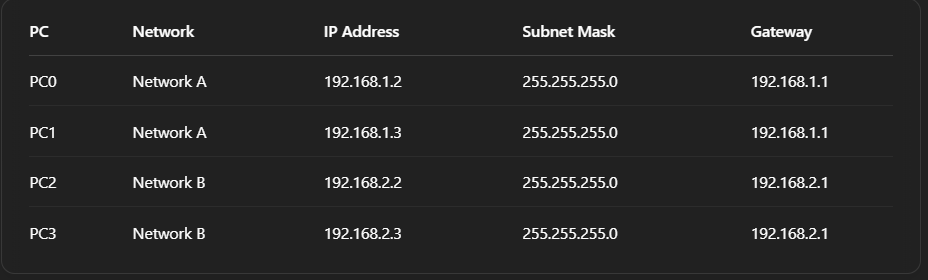 PC Network IP Address Subnet Mask Gateway
PC0 Network A 192.168.1.2 255.255.255.0 192.168.1.1
PC1 Network A 192.168.1.3 255.255.255.0 192.168.1.1
PC2 Network B 192.168.2.2 255.255.255.0 192.168.2.1
PC3 Network B 192.168.2.3 255.255.255.0 192.168.2.1